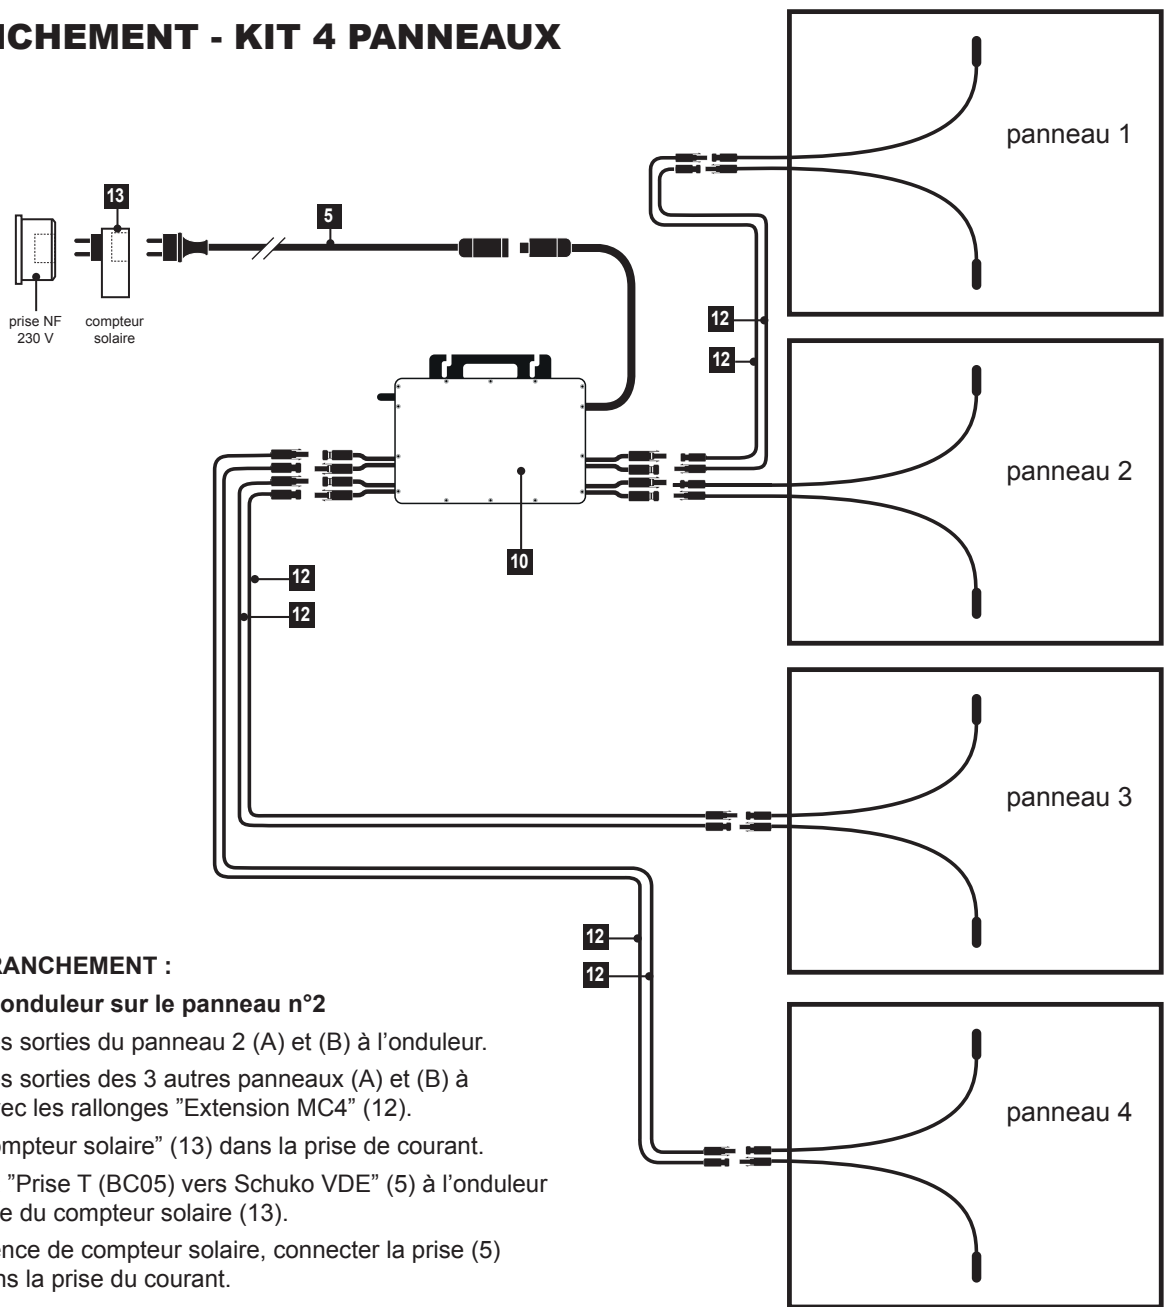 NCHEMENT - KIT 4 PANNEAUX
panneau 1
13
5
prise NF
230 V
compteur
solaire
12
12
panneau 2
10
12
12
panneau 3
12
12
RANCHEMENT :
onduleur sur le panneau n°2
s sorties du panneau 2 (A) et (B) à l’onduleur.
s sorties des 3 autres panneaux (A) et (B) à
vec les rallonges ”Extension MC4” (12).
ompteur solaire” (13) dans la prise de courant.
”Prise T (BC05) vers Schuko VDE” (5) à l’onduleur
e du compteur solaire (13).
ence de compteur solaire, connecter la prise (5)
ns la prise du courant.
panneau 4